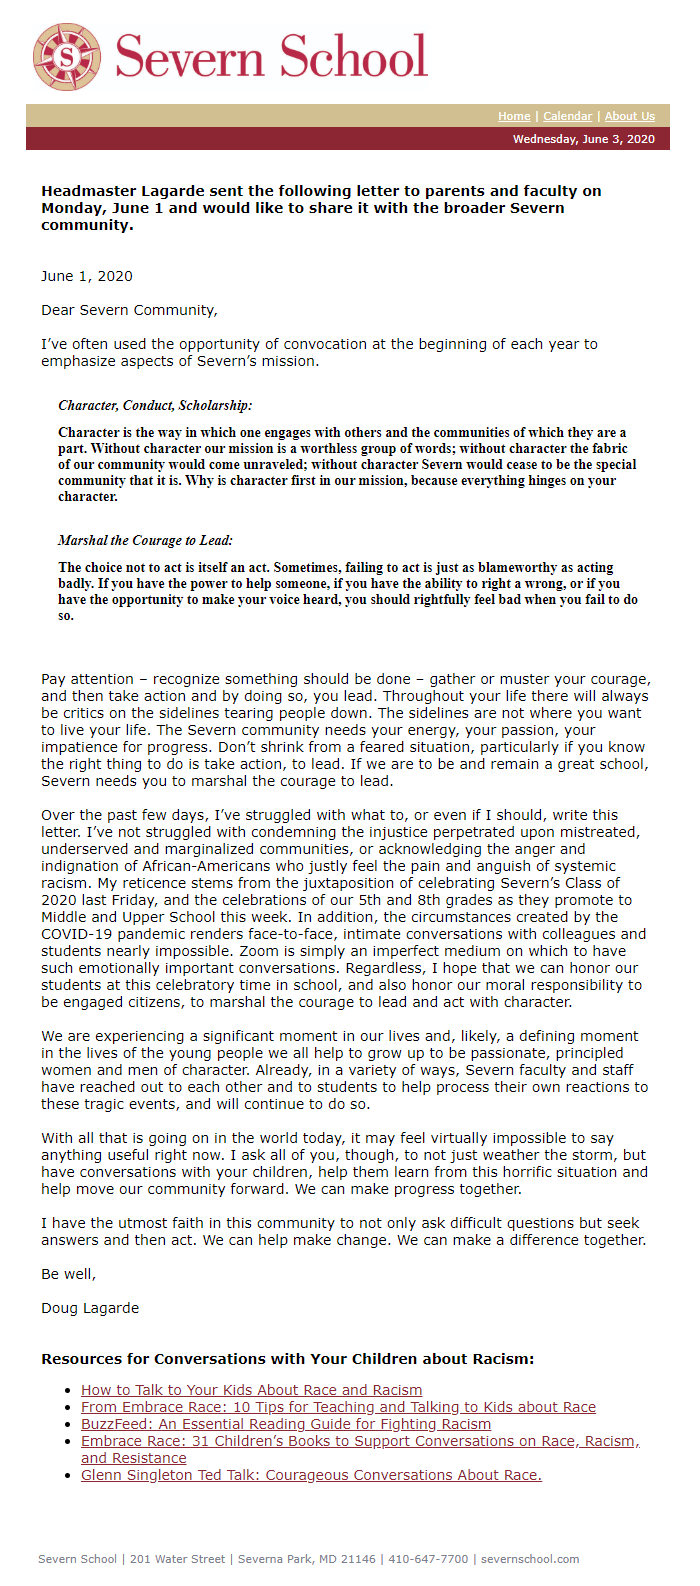 S
Severn School
Home | Calendar | About Us
Wednesday, June 3, 2020
Headmaster Lagarde sent the following letter to parents and faculty on
Monday, June 1 and would like to share it with the broader Severn
community.
June 1, 2020
Dear Severn Community,
I’ve often used the opportunity of convocation at the beginning of each year to
emphasize aspects of Severn’s mission.
Character, Conduct, Scholarship:
Character is the way in which one engages with others and the communities of which they are a
part. Without character our mission is a worthless group of words; without character the fabric
of our community would come unraveled; without character Severn would cease to be the special
community that it is. Why is character first in our mission, because everything hinges on your
character.
Marshal the Courage to Lead:
The choice not to act is itself an act. Sometimes, failing to act is just as blameworthy as acting
badly. If you have the power to help someone, if you have the ability to right a wrong, or if you
have the opportunity to make your voice heard, you should rightfully feel bad when you fail to do
so.
Pay attention – recognize something should be done – gather or muster your courage,
and then take action and by doing so, you lead. Throughout your life there will always
be critics on the sidelines tearing people down. The sidelines are not where you want
to live your life. The Severn community needs your energy, your passion, your
impatience for progress. Don’t shrink from a feared situation, particularly if you know
the right thing to do is take action, to lead. If we are to be and remain a great school,
Severn needs you to marshal the courage to lead.
Over the past few days, I’ve struggled with what to, or even if I should, write this
letter. I’ve not struggled with condemning the injustice perpetrated upon mistreated,
underserved and marginalized communities, or acknowledging the anger and
indignation of African-Americans who justly feel the pain and anguish of systemic
racism. My reticence stems from the juxtaposition of celebrating Severn’s Class of
2020 last Friday, and the celebrations of our 5th and 8th grades as they promote to
Middle and Upper School this week. In addition, the circumstances created by the
COVID-19 pandemic renders face-to-face, intimate conversations with colleagues and
students nearly impossible. Zoom is simply an imperfect medium on which to have
such emotionally important conversations. Regardless, I hope that we can honor our
students at this celebratory time in school, and also honor our moral responsibility to
be engaged citizens, to marshal the courage to lead and act with character.
We are experiencing a significant moment in our lives and, likely, a defining moment
in the lives of the young people we all help to grow up to be passionate, principled
women and men of character. Already, in a variety of ways, Severn faculty and staff
have reached out to each other and to students to help process their own reactions to
these tragic events, and will continue to do so.
With all that is going on in the world today, it may feel virtually impossible to say
anything useful right now. I ask all of you, though, to not just weather the storm, but
have conversations with your children, help them learn from this horrific situation and
help move our community forward. We can make progress together.
I have the utmost faith in this community to not only ask difficult questions but seek
answers and then act. We can help make change. We can make a difference together.
Be well,
Doug Lagarde
Resources for Conversations with Your Children about Racism:
• How to Talk to Your Kids About Race and Racism
• From Embrace Race: 10 Tips for Teaching and Talking to Kids about Race
• BuzzFeed: An Essential Reading Guide for Fighting Racism
• Embrace Race: 31 Children’s Books to Support Conversations on Race, Racism,
and Resistance
• Glenn Singleton Ted Talk: Courageous Conversations About Race.
Severn School | 201 Water Street | Severna Park, MD 21146 | 410-647-7700 | severnschool.com